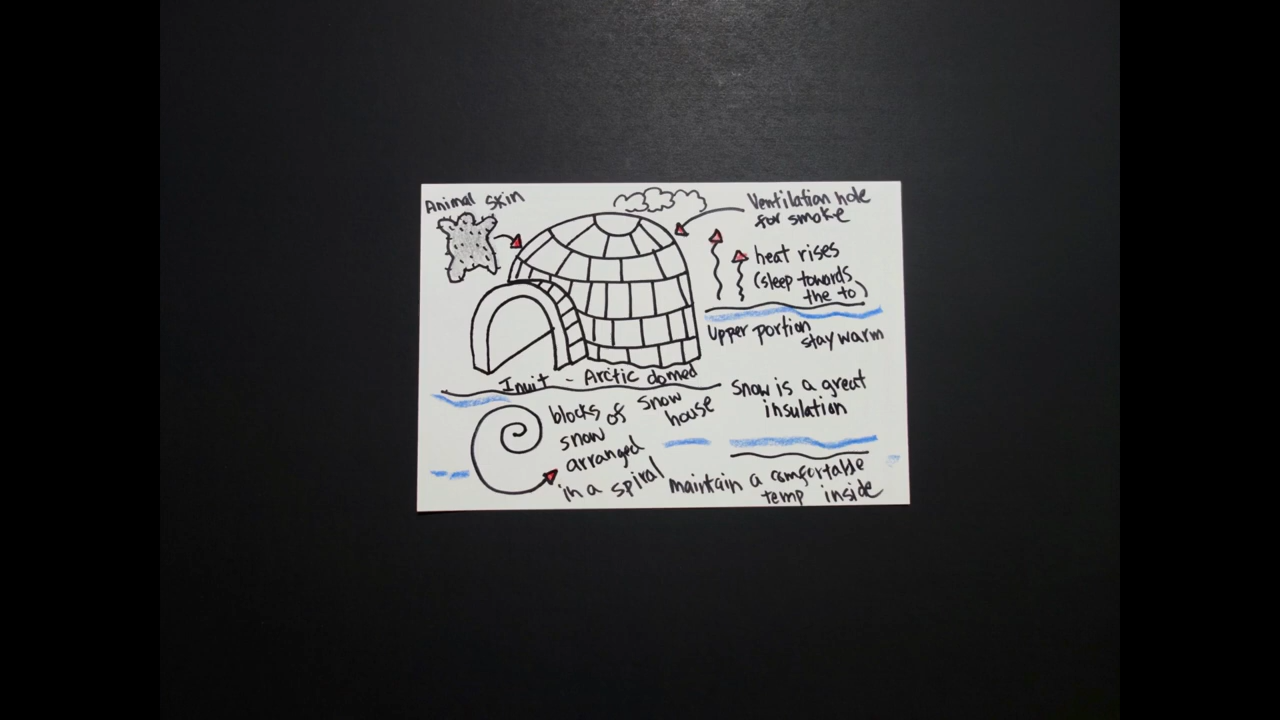 Animal Skin
Ventilation hole
for smoke
heat rises
(sleep towards
the to)
Upper portion
stay warm
Inuit - Arctic domed
snow
house
blocks of
snow
arranged
in a spiral
Snow is a great
insulation
maintain a comfortable
temp inside